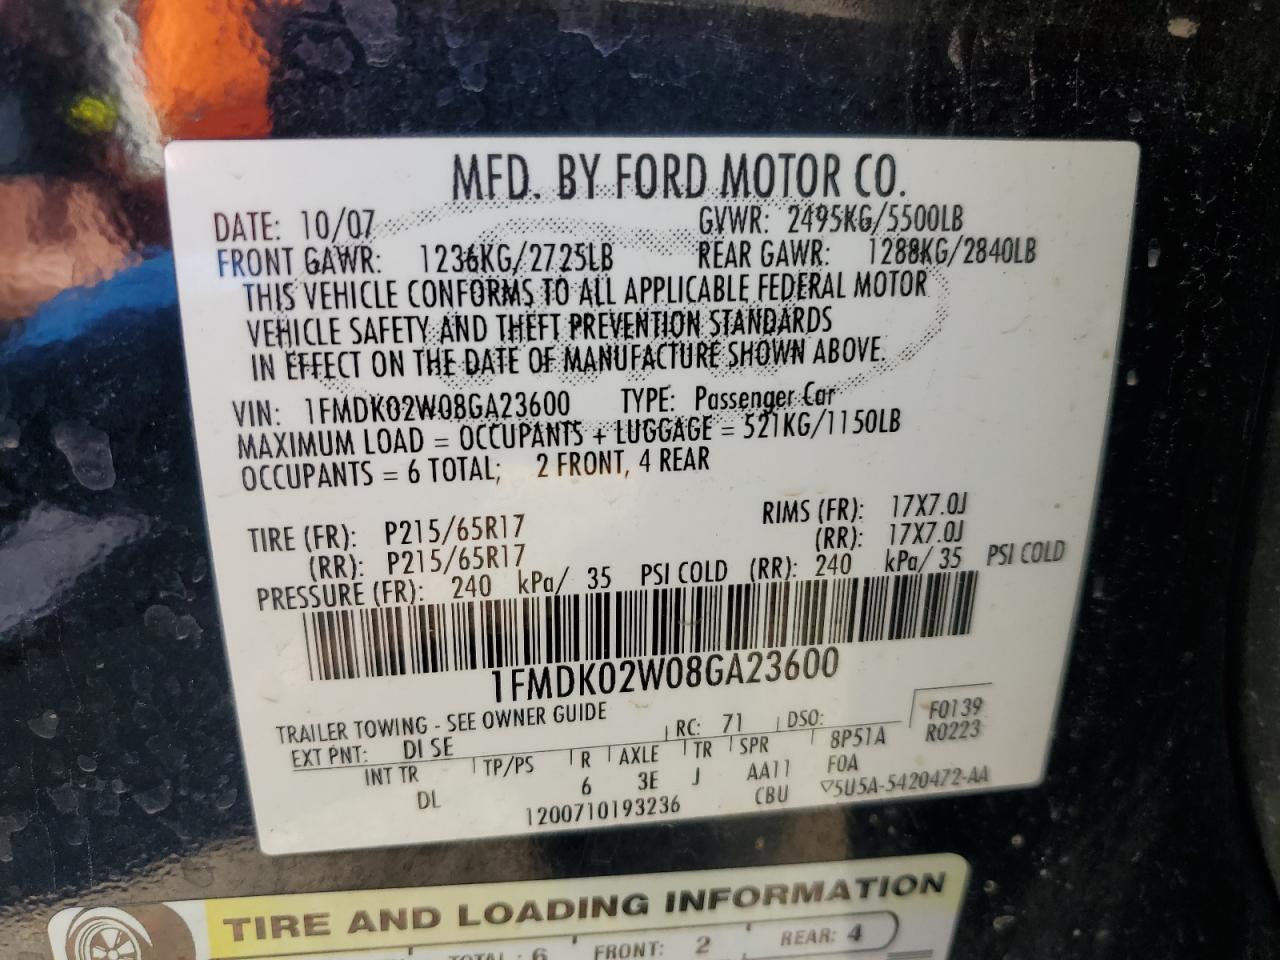 MFD. BY FORD MOTOR CO.
DATE: 10/07 GVWR: 2495KG/5500LB
FRONT GAWR: 1236KG/2725LB REAR GAWR: 1288KG/2840LB
THIS VEHICLE CONFORMS TO ALL APPLICABLE FEDERAL MOTOR
VEHICLE SAFETY AND THEFT PREVENTION STANDARDS
IN EFFECT ON THE DATE OF MANUFACTURE SHOWN ABOVE.
VIN: 1FMDK02W08GA23600 TYPE: Passenger Car
MAXIMUM LOAD = OCCUPANTS + LUGGAGE = 521KG/1150LB
OCCUPANTS = 6 TOTAL; 2 FRONT, 4 REAR
TIRE (FR): P215/65R17 RIMS (FR): 17X7.0J
(RR): P215/65R17 (RR): 17X7.0J
PRESSURE (FR): 240 kPa/ 35 PSI COLD (RR): 240 kPa/ 35 PSI COLD
1FMDK02W08GA23600
TRAILER TOWING - SEE OWNER GUIDE
EXT PNT: DI SE RC: 71 DSO: F0139
INT TR TP/PS R AXLE TR SPR 8P51A R0223
DL 6 3E J AA11 F0A
1200710193236 CBU ▽5U5A-5420472-AA
TIRE AND LOADING INFORMATION
TOTAL: 6 FRONT: 2 REAR: 4